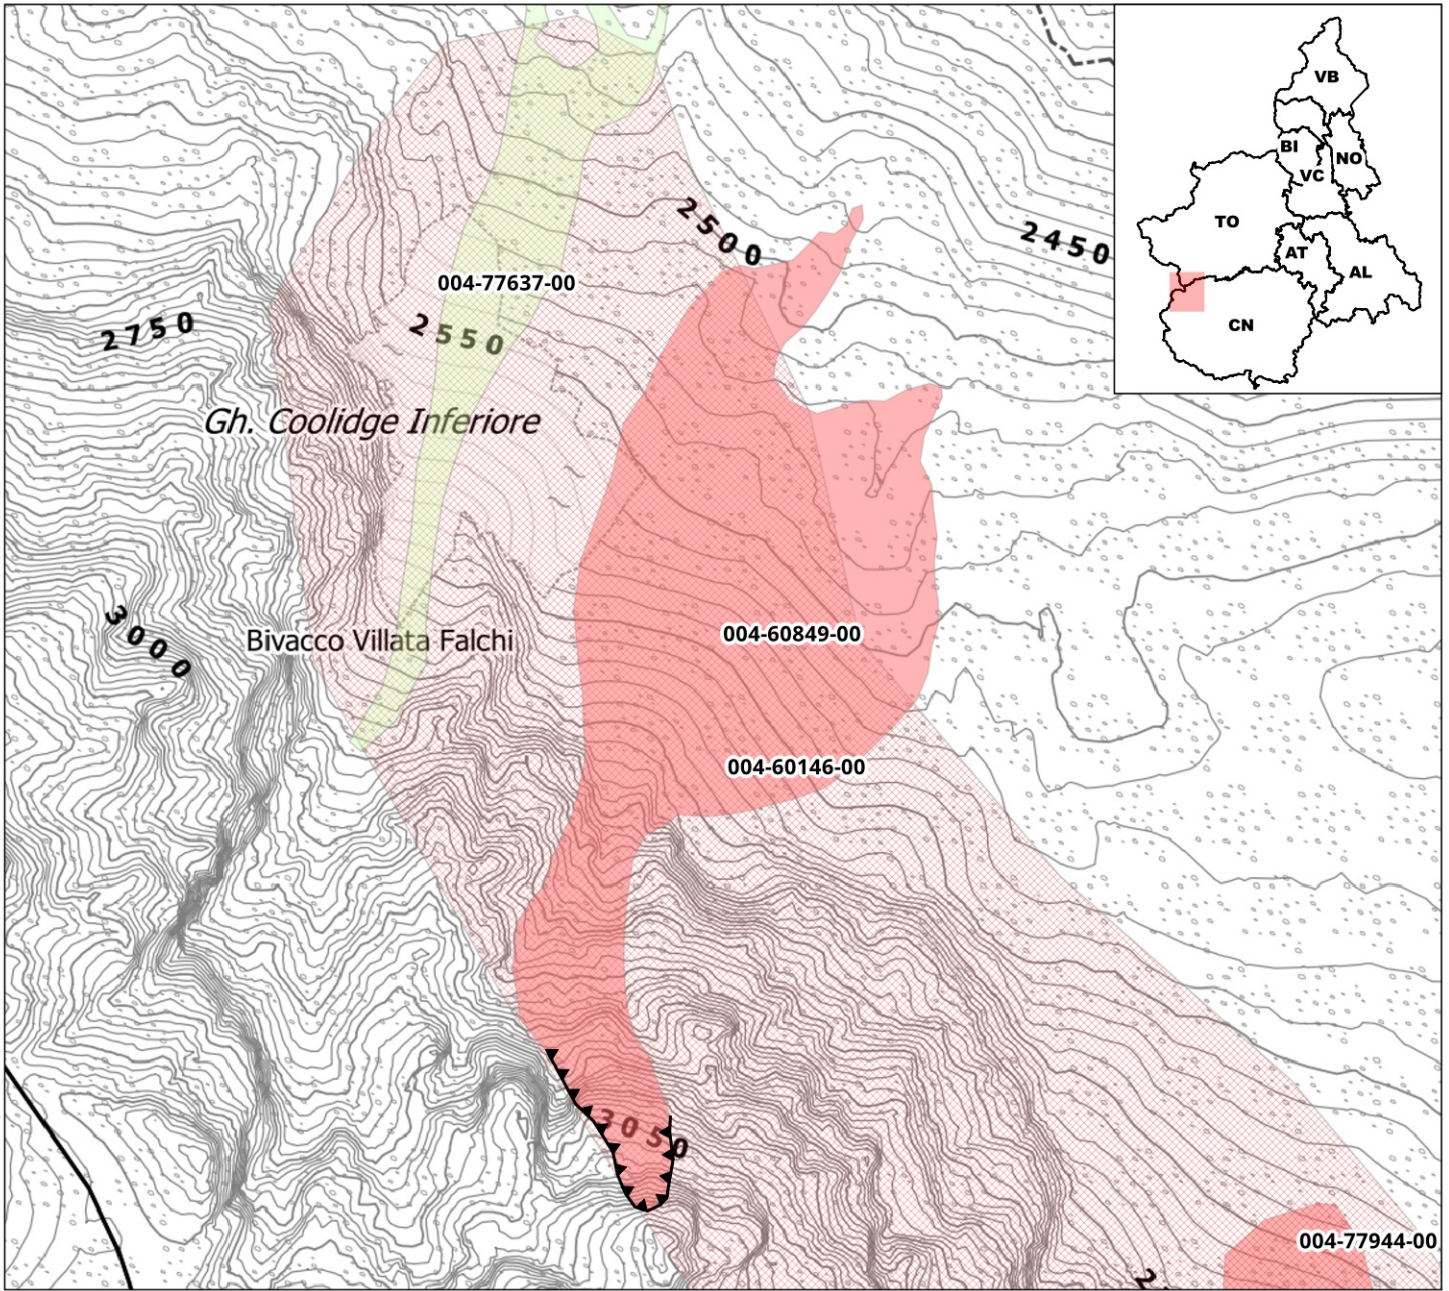 VB
BI
NO
VC
TO
AT
AL
CN
2500
2450
004-77637-00
2550
2750
Gh. Coolidge Inferiore
3000
Bivacco Villata Falchi
004-60849-00
004-60146-00
3050
004-77944-00